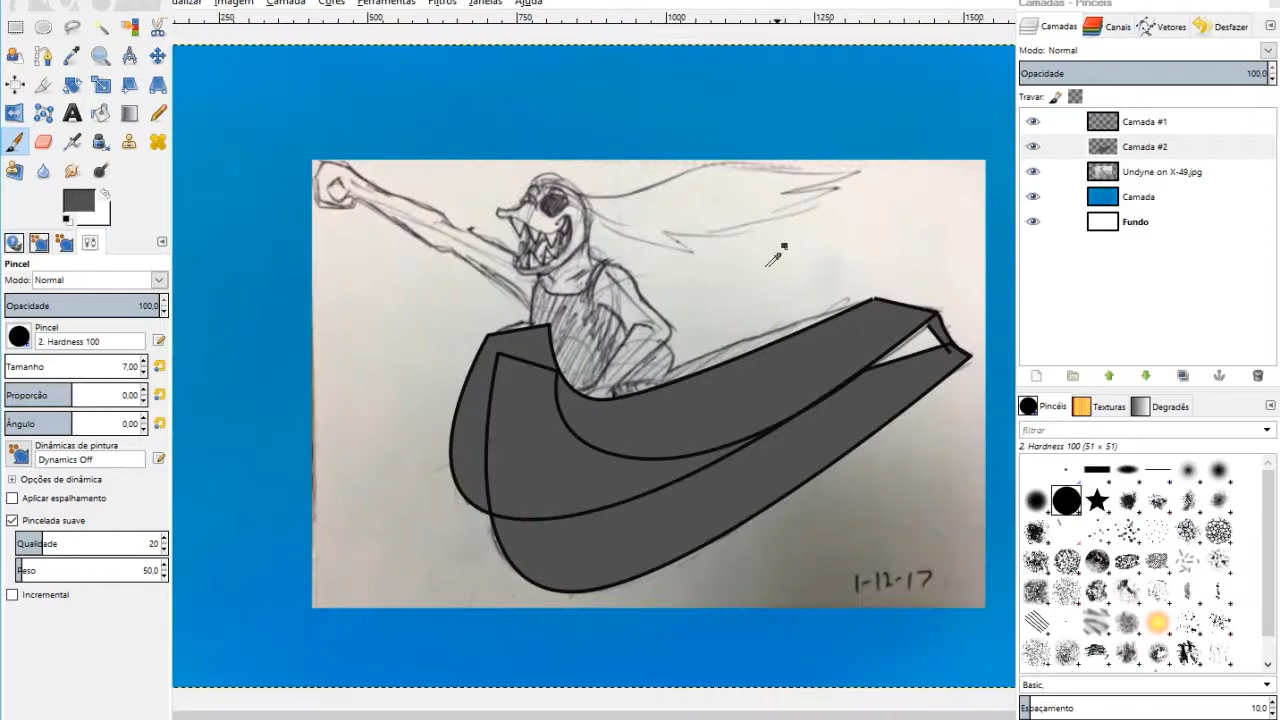 ualizar Imagem Camada Cores Ferramentas Filtros Janelas Ajuda
250 500 750 1000 1250 1500
Camadas - Pincéis
Camadas Canais Vetores Desfazer
Modo: Normal
Opacidade 100,0
Travar:
Camada #1
Camada #2
Undyne on X-49.jpg
Camada
Fundo
Pincel
Modo: Normal
Opacidade 100,0
Pincel
2. Hardness 100
Tamanho 7,00
Proporção 0,00
Ângulo 0,00
Dinâmicas de pintura
Dynamics Off
Opções de dinâmica
Aplicar espalhamento
Pincelada suave
Qualidade 20
Peso 50,0
Incremental
1-12-17
Pincéis Texturas Degradês
filtrar
2. Hardness 100 (51 × 51)
Basic,
Espaçamento 10,0